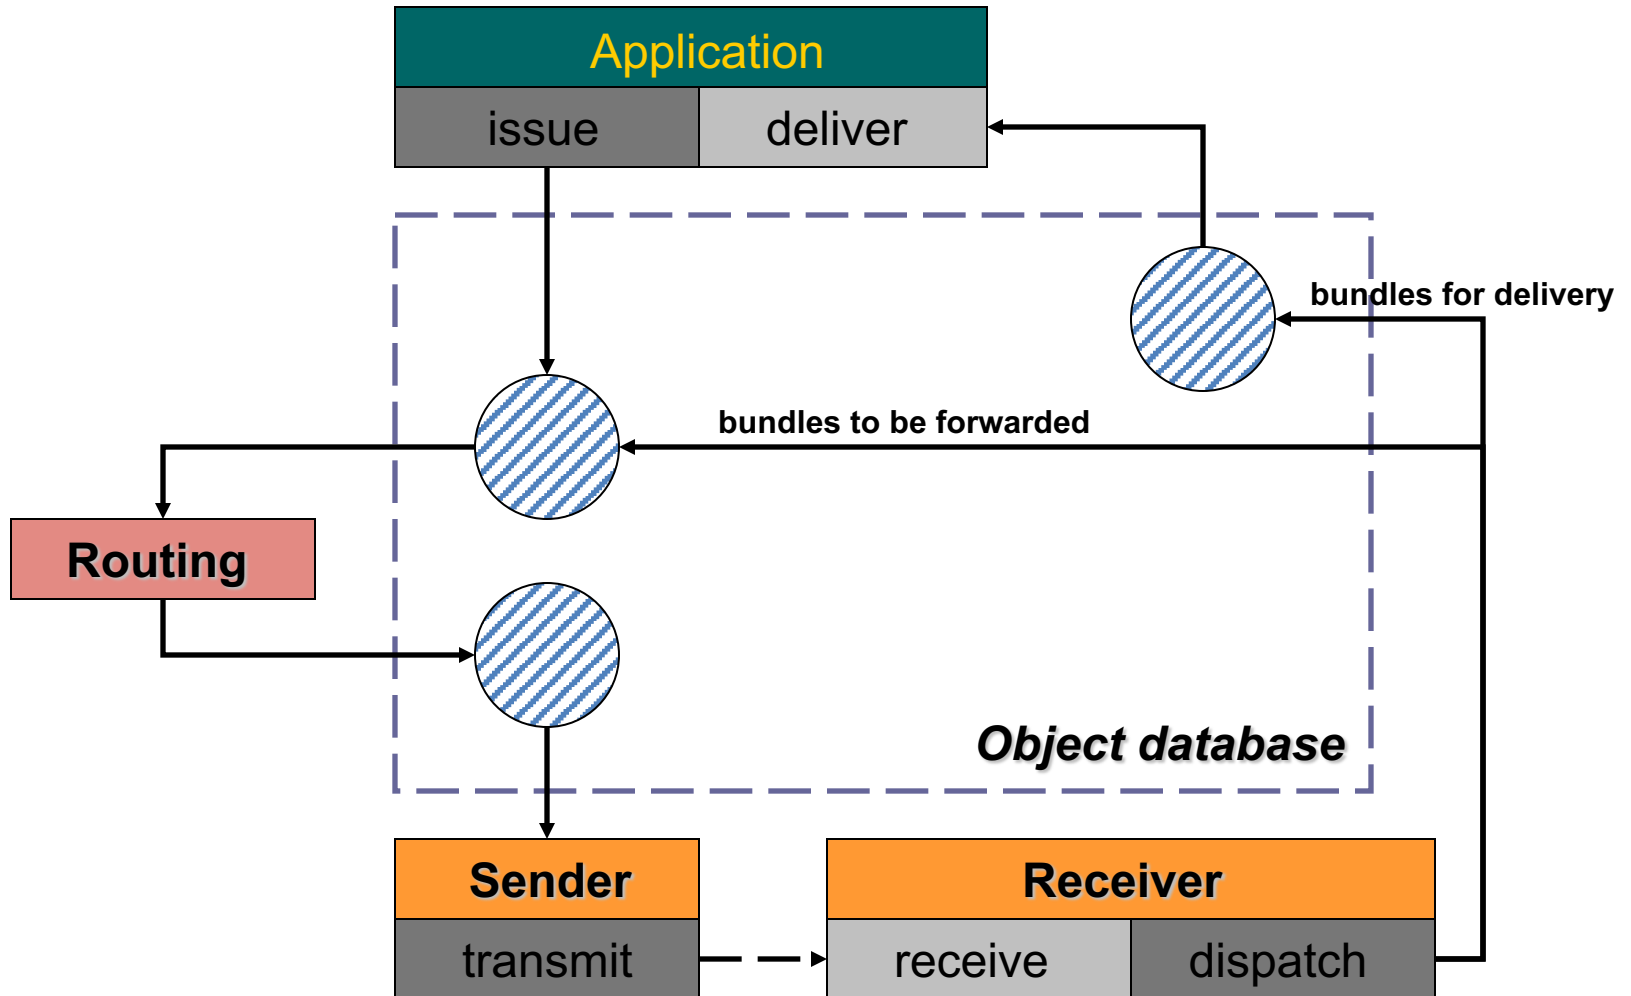 Application
issue
deliver
bundles for delivery
bundles to be forwarded
Routing
Object database
Sender
Receiver
transmit
receive
dispatch